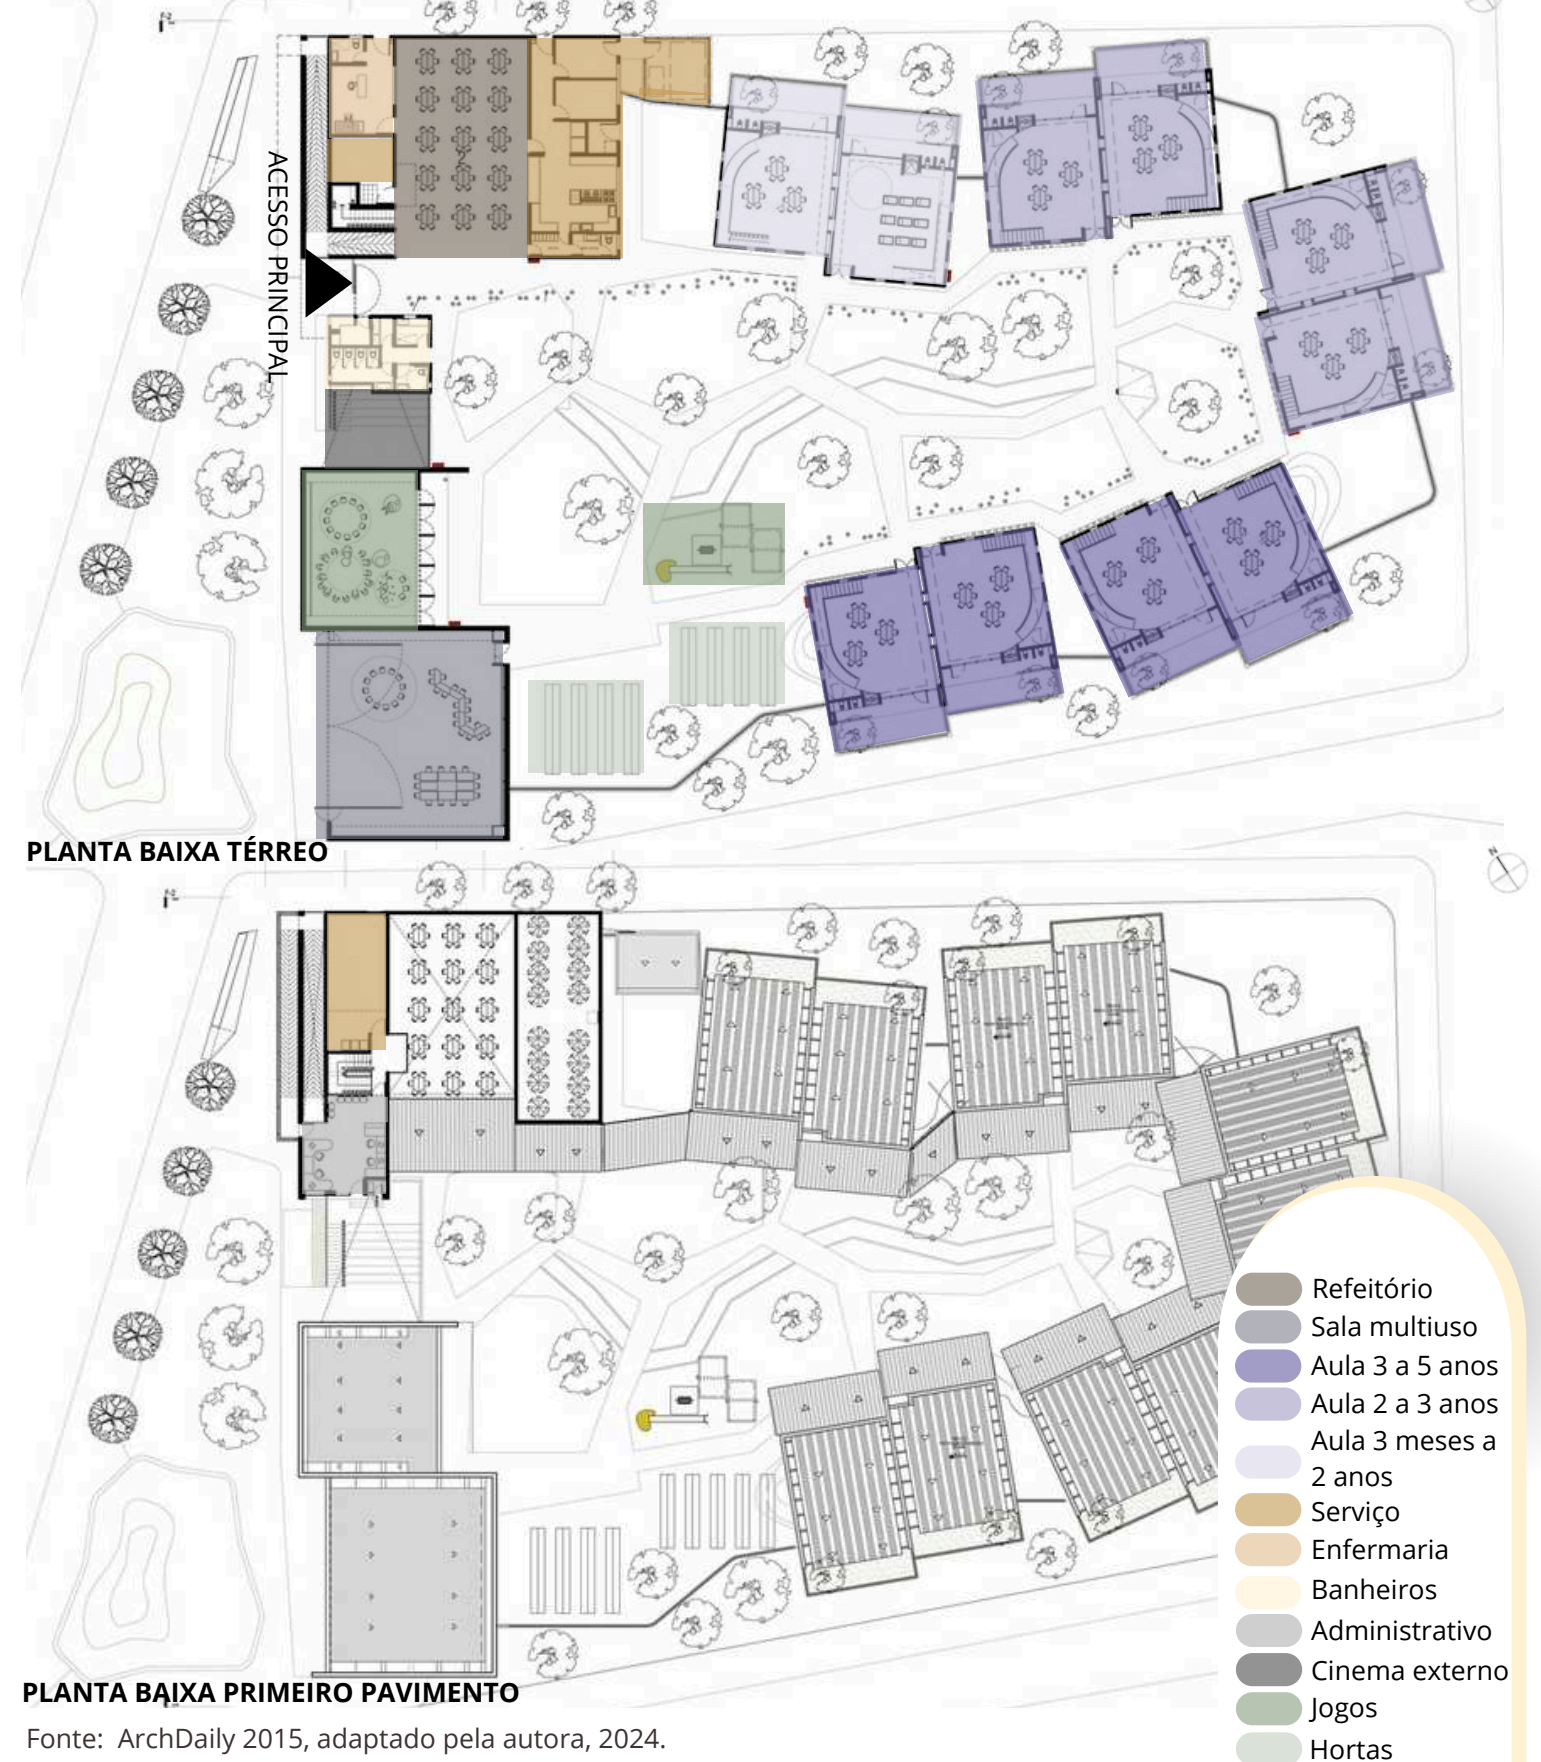 ACESSO PRINCIPAL
PLANTA BAIXA TÉRREO
N
PLANTA BAIXA PRIMEIRO PAVIMENTO
Fonte: ArchDaily 2015, adaptado pela autora, 2024.
Refeitório
Sala multiuso
Aula 3 a 5 anos
Aula 2 a 3 anos
Aula 3 meses a
2 anos
Serviço
Enfermaria
Banheiros
Administrativo
Cinema externo
Jogos
Hortas